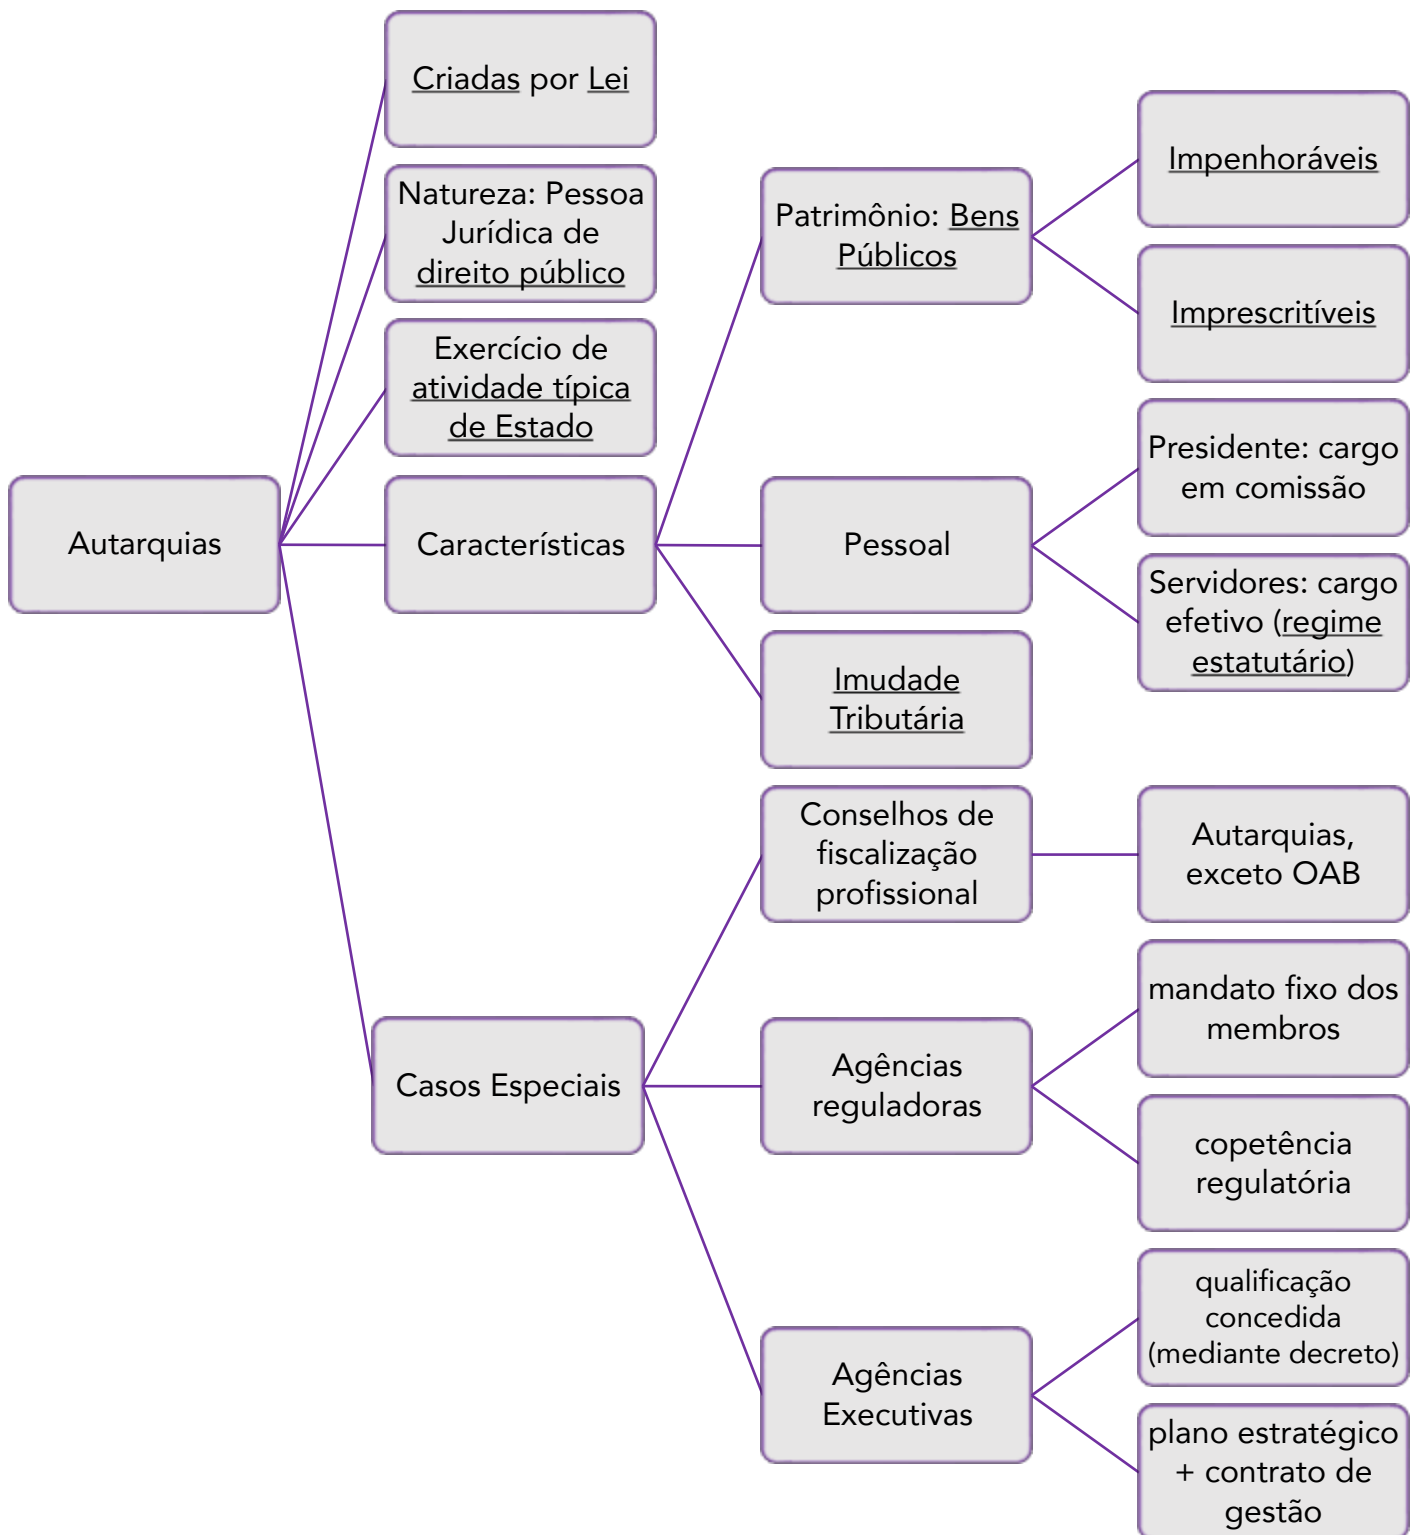 Autarquias
Criadas por Lei
Natureza: Pessoa
Jurídica de
direito público
Exercício de
atividade típica
de Estado
Características
Patrimônio: Bens
Públicos
Impenhoráveis
Imprescritíveis
Pessoal
Presidente: cargo
em comissão
Servidores: cargo
efetivo (regime
estatutário)
Imudade
Tributária
Casos Especiais
Conselhos de
fiscalização
profissional
Autarquias,
exceto OAB
Agências
reguladoras
mandato fixo dos
membros
copetência
regulatória
Agências
Executivas
qualificação
concedida
(mediante decreto)
plano estratégico
+ contrato de
gestão